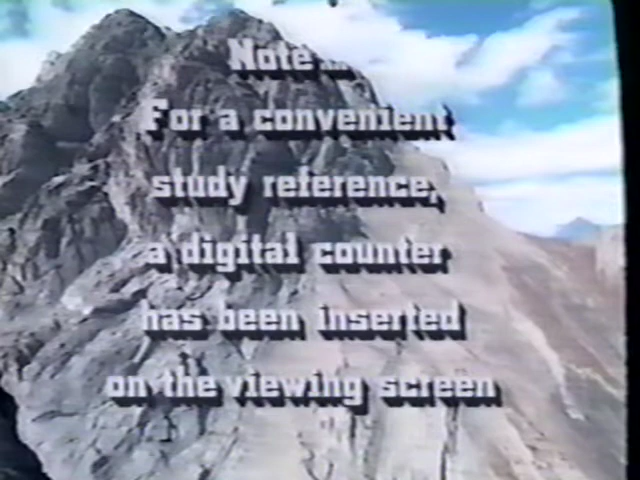 Note...
For a convenient
study reference,
a digital counter
has been inserted
on the viewing screen